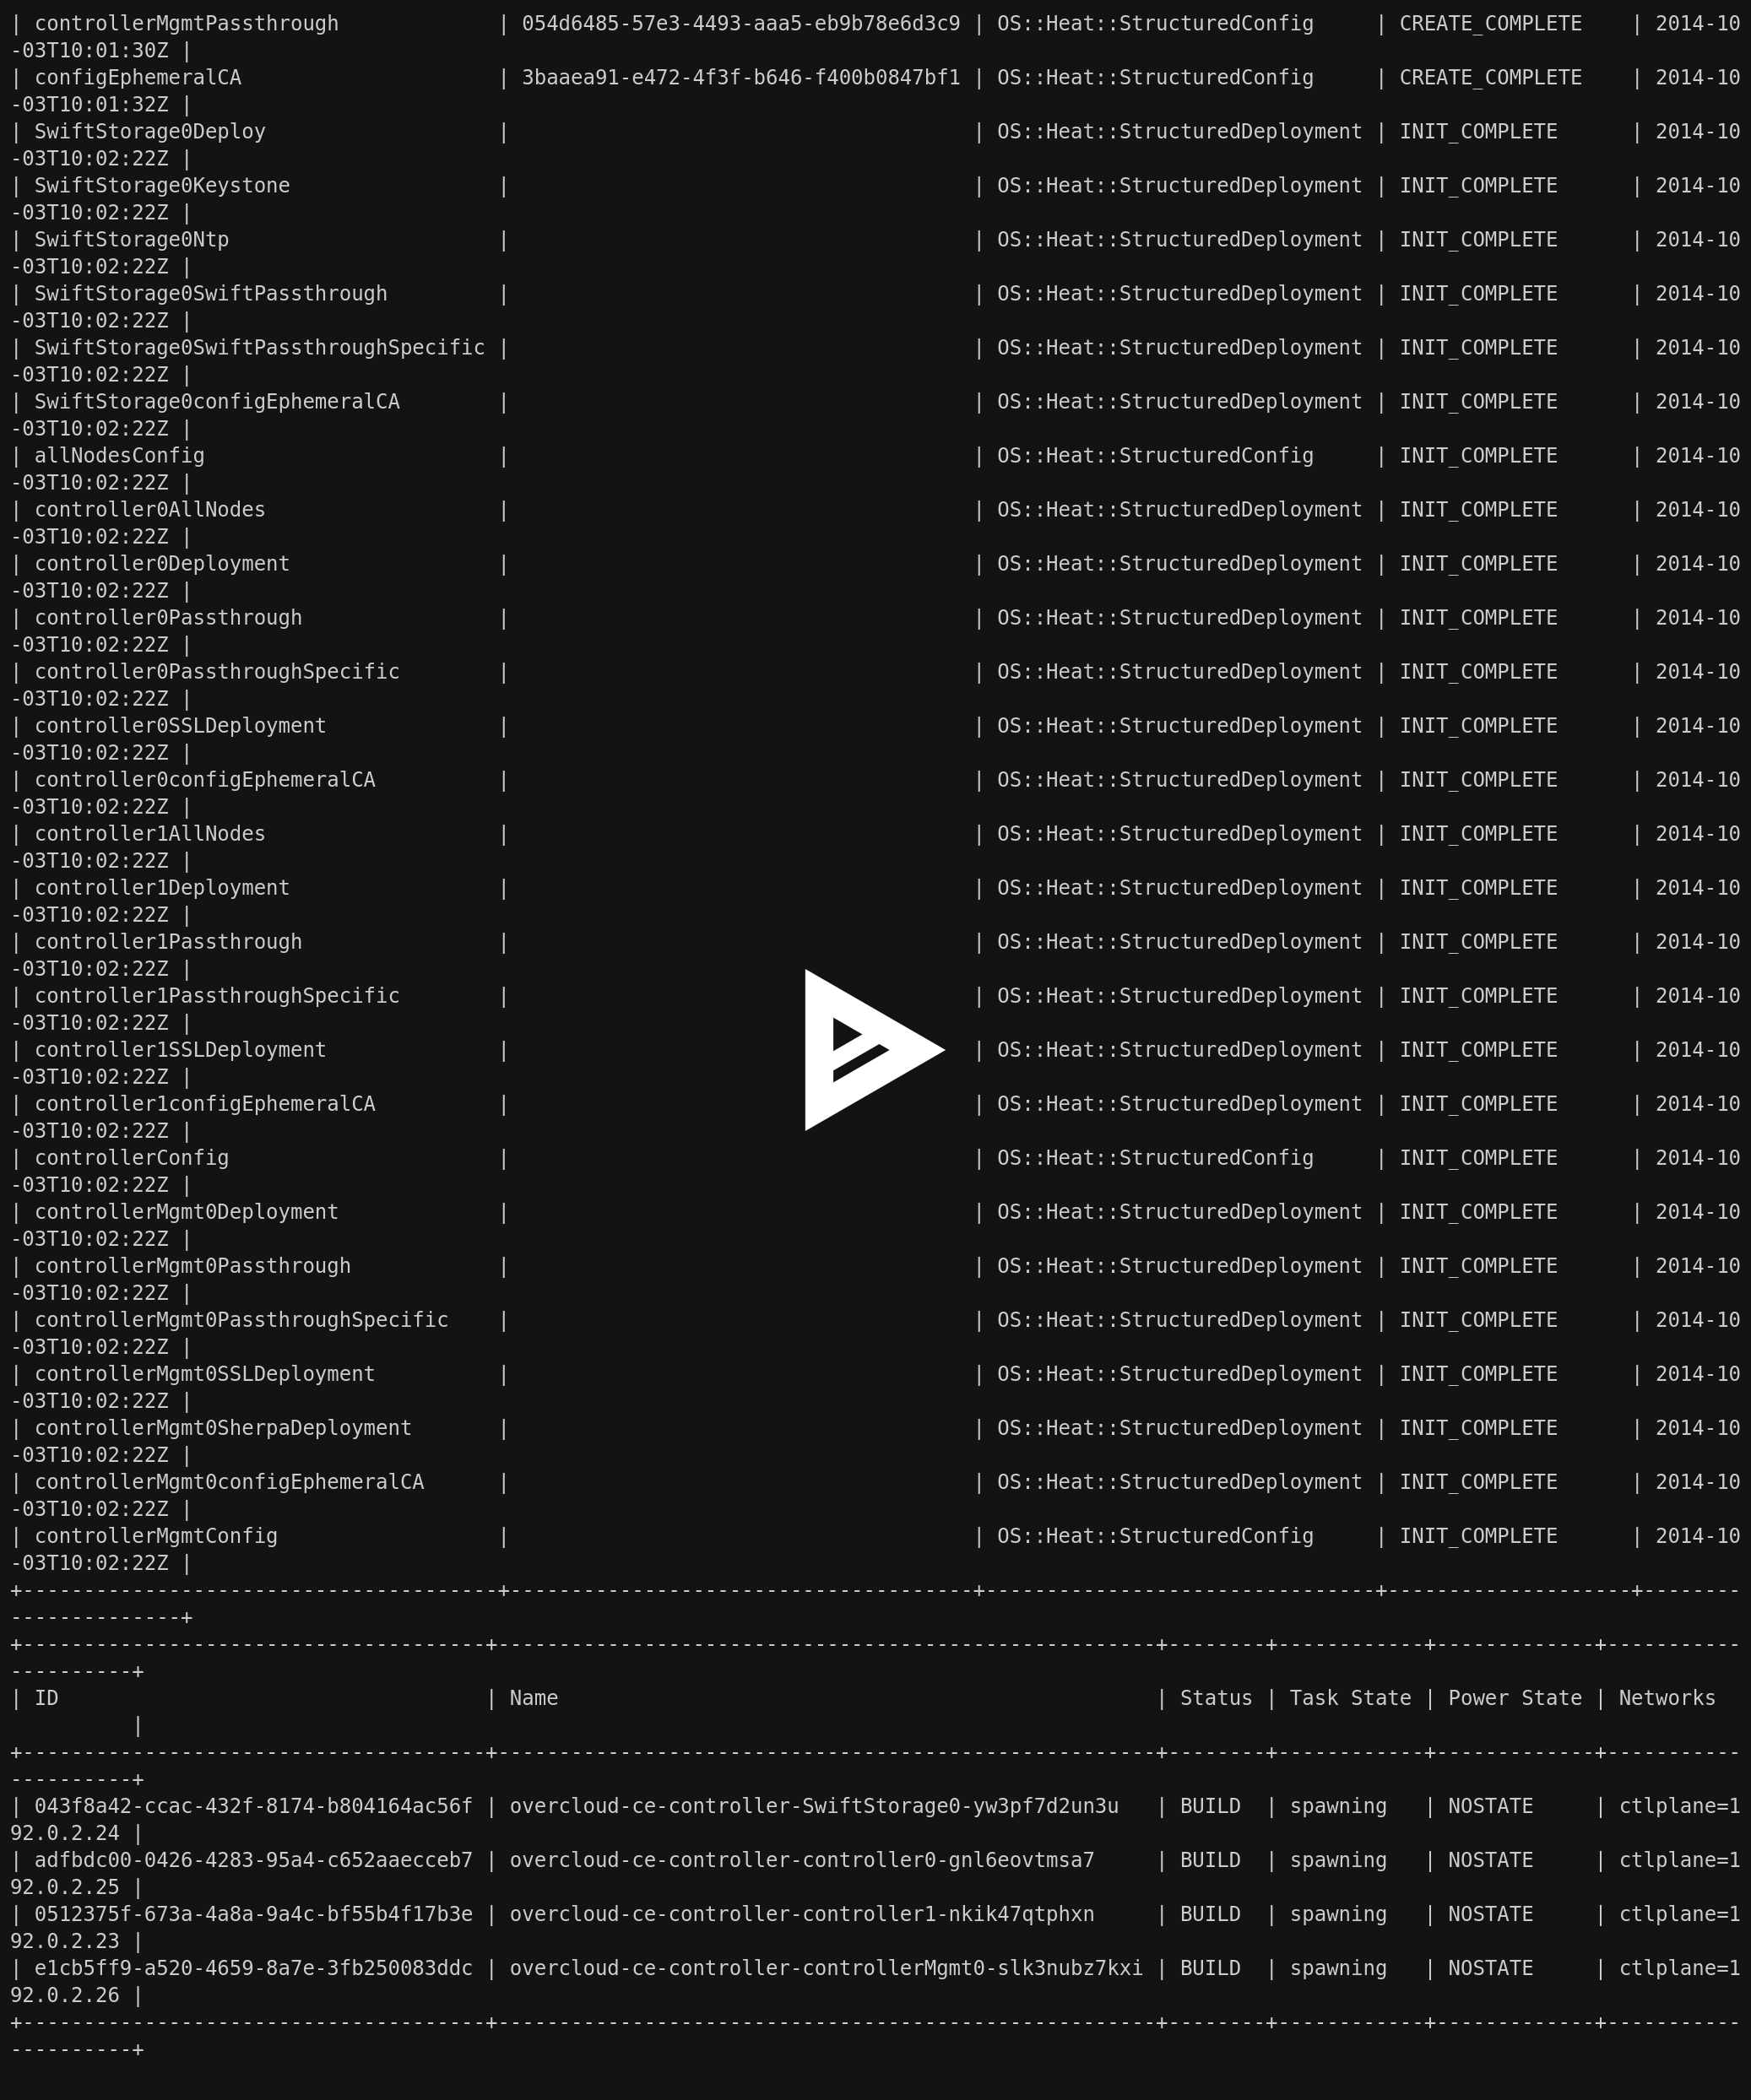 | controllerMgmtPassthrough             | 054d6485-57e3-4493-aaa5-eb9b78e6d3c9 | OS::Heat::StructuredConfig     | CREATE_COMPLETE    | 2014-10
-03T10:01:30Z |
| configEphemeralCA                     | 3baaea91-e472-4f3f-b646-f400b0847bf1 | OS::Heat::StructuredConfig     | CREATE_COMPLETE    | 2014-10
-03T10:01:32Z |
| SwiftStorage0Deploy                   |                                      | OS::Heat::StructuredDeployment | INIT_COMPLETE      | 2014-10
-03T10:02:22Z |
| SwiftStorage0Keystone                 |                                      | OS::Heat::StructuredDeployment | INIT_COMPLETE      | 2014-10
-03T10:02:22Z |
| SwiftStorage0Ntp                      |                                      | OS::Heat::StructuredDeployment | INIT_COMPLETE      | 2014-10
-03T10:02:22Z |
| SwiftStorage0SwiftPassthrough         |                                      | OS::Heat::StructuredDeployment | INIT_COMPLETE      | 2014-10
-03T10:02:22Z |
| SwiftStorage0SwiftPassthroughSpecific |                                      | OS::Heat::StructuredDeployment | INIT_COMPLETE      | 2014-10
-03T10:02:22Z |
| SwiftStorage0configEphemeralCA        |                                      | OS::Heat::StructuredDeployment | INIT_COMPLETE      | 2014-10
-03T10:02:22Z |
| allNodesConfig                        |                                      | OS::Heat::StructuredConfig     | INIT_COMPLETE      | 2014-10
-03T10:02:22Z |
| controller0AllNodes                   |                                      | OS::Heat::StructuredDeployment | INIT_COMPLETE      | 2014-10
-03T10:02:22Z |
| controller0Deployment                 |                                      | OS::Heat::StructuredDeployment | INIT_COMPLETE      | 2014-10
-03T10:02:22Z |
| controller0Passthrough                |                                      | OS::Heat::StructuredDeployment | INIT_COMPLETE      | 2014-10
-03T10:02:22Z |
| controller0PassthroughSpecific        |                                      | OS::Heat::StructuredDeployment | INIT_COMPLETE      | 2014-10
-03T10:02:22Z |
| controller0SSLDeployment              |                                      | OS::Heat::StructuredDeployment | INIT_COMPLETE      | 2014-10
-03T10:02:22Z |
| controller0configEphemeralCA          |                                      | OS::Heat::StructuredDeployment | INIT_COMPLETE      | 2014-10
-03T10:02:22Z |
| controller1AllNodes                   |                                      | OS::Heat::StructuredDeployment | INIT_COMPLETE      | 2014-10
-03T10:02:22Z |
| controller1Deployment                 |                                      | OS::Heat::StructuredDeployment | INIT_COMPLETE      | 2014-10
-03T10:02:22Z |
| controller1Passthrough                |                                      | OS::Heat::StructuredDeployment | INIT_COMPLETE      | 2014-10
-03T10:02:22Z |
| controller1PassthroughSpecific        |                                      | OS::Heat::StructuredDeployment | INIT_COMPLETE      | 2014-10
-03T10:02:22Z |
| controller1SSLDeployment              |                                      | OS::Heat::StructuredDeployment | INIT_COMPLETE      | 2014-10
-03T10:02:22Z |
| controller1configEphemeralCA          |                                      | OS::Heat::StructuredDeployment | INIT_COMPLETE      | 2014-10
-03T10:02:22Z |
| controllerConfig                      |                                      | OS::Heat::StructuredConfig     | INIT_COMPLETE      | 2014-10
-03T10:02:22Z |
| controllerMgmt0Deployment             |                                      | OS::Heat::StructuredDeployment | INIT_COMPLETE      | 2014-10
-03T10:02:22Z |
| controllerMgmt0Passthrough            |                                      | OS::Heat::StructuredDeployment | INIT_COMPLETE      | 2014-10
-03T10:02:22Z |
| controllerMgmt0PassthroughSpecific    |                                      | OS::Heat::StructuredDeployment | INIT_COMPLETE      | 2014-10
-03T10:02:22Z |
| controllerMgmt0SSLDeployment          |                                      | OS::Heat::StructuredDeployment | INIT_COMPLETE      | 2014-10
-03T10:02:22Z |
| controllerMgmt0SherpaDeployment       |                                      | OS::Heat::StructuredDeployment | INIT_COMPLETE      | 2014-10
-03T10:02:22Z |
| controllerMgmt0configEphemeralCA      |                                      | OS::Heat::StructuredDeployment | INIT_COMPLETE      | 2014-10
-03T10:02:22Z |
| controllerMgmtConfig                  |                                      | OS::Heat::StructuredConfig     | INIT_COMPLETE      | 2014-10
-03T10:02:22Z |
+---------------------------------------+--------------------------------------+--------------------------------+--------------------+--------
--------------+
+--------------------------------------+------------------------------------------------------+--------+------------+-------------+-----------
----------+
| ID                                   | Name                                                 | Status | Task State | Power State | Networks
          |
+--------------------------------------+------------------------------------------------------+--------+------------+-------------+-----------
----------+
| 043f8a42-ccac-432f-8174-b804164ac56f | overcloud-ce-controller-SwiftStorage0-yw3pf7d2un3u   | BUILD  | spawning   | NOSTATE     | ctlplane=1
92.0.2.24 |
| adfbdc00-0426-4283-95a4-c652aaecceb7 | overcloud-ce-controller-controller0-gnl6eovtmsa7     | BUILD  | spawning   | NOSTATE     | ctlplane=1
92.0.2.25 |
| 0512375f-673a-4a8a-9a4c-bf55b4f17b3e | overcloud-ce-controller-controller1-nkik47qtphxn     | BUILD  | spawning   | NOSTATE     | ctlplane=1
92.0.2.23 |
| e1cb5ff9-a520-4659-8a7e-3fb250083ddc | overcloud-ce-controller-controllerMgmt0-slk3nubz7kxi | BUILD  | spawning   | NOSTATE     | ctlplane=1
92.0.2.26 |
+--------------------------------------+------------------------------------------------------+--------+------------+-------------+-----------
----------+